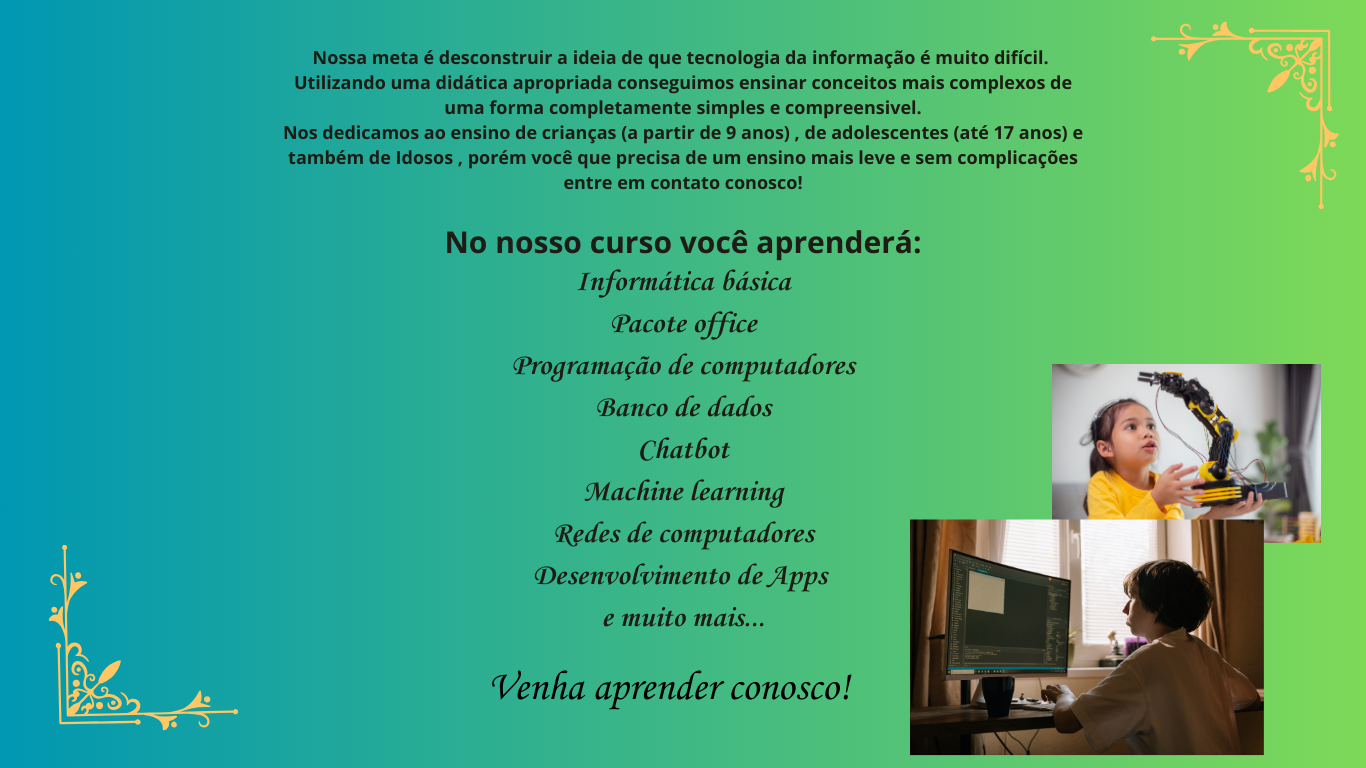 Nossa meta é desconstruir a ideia de que tecnologia da informação é muito difícil.
Utilizando uma didática apropriada conseguimos ensinar conceitos mais complexos de
uma forma completamente simples e compreensivel.
Nos dedicamos ao ensino de crianças (a partir de 9 anos) , de adolescentes (até 17 anos) e
também de Idosos , porém você que precisa de um ensino mais leve e sem complicações
entre em contato conosco!
No nosso curso você aprenderá:
Informática básica
Pacote office
Programação de computadores
Banco de dados
Chatbot
Machine learning
Redes de computadores
Desenvolvimento de Apps
e muito mais...
Venha aprender conosco!